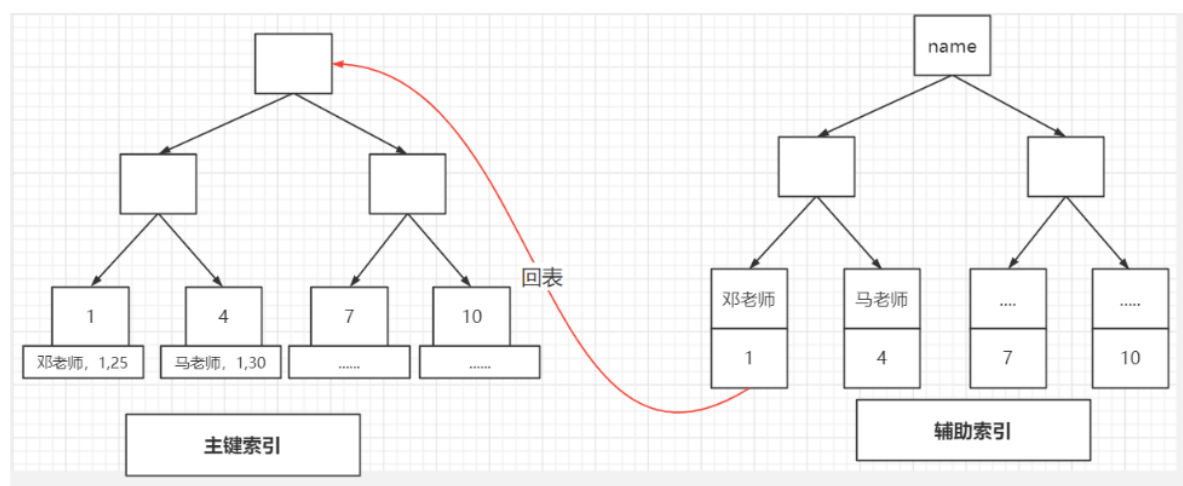 name
回表
邓老师
马老师
....
.....
1
4
7
10
1
4
7
10
邓老师，1,25
马老师，1,30
......
......
主键索引
辅助索引